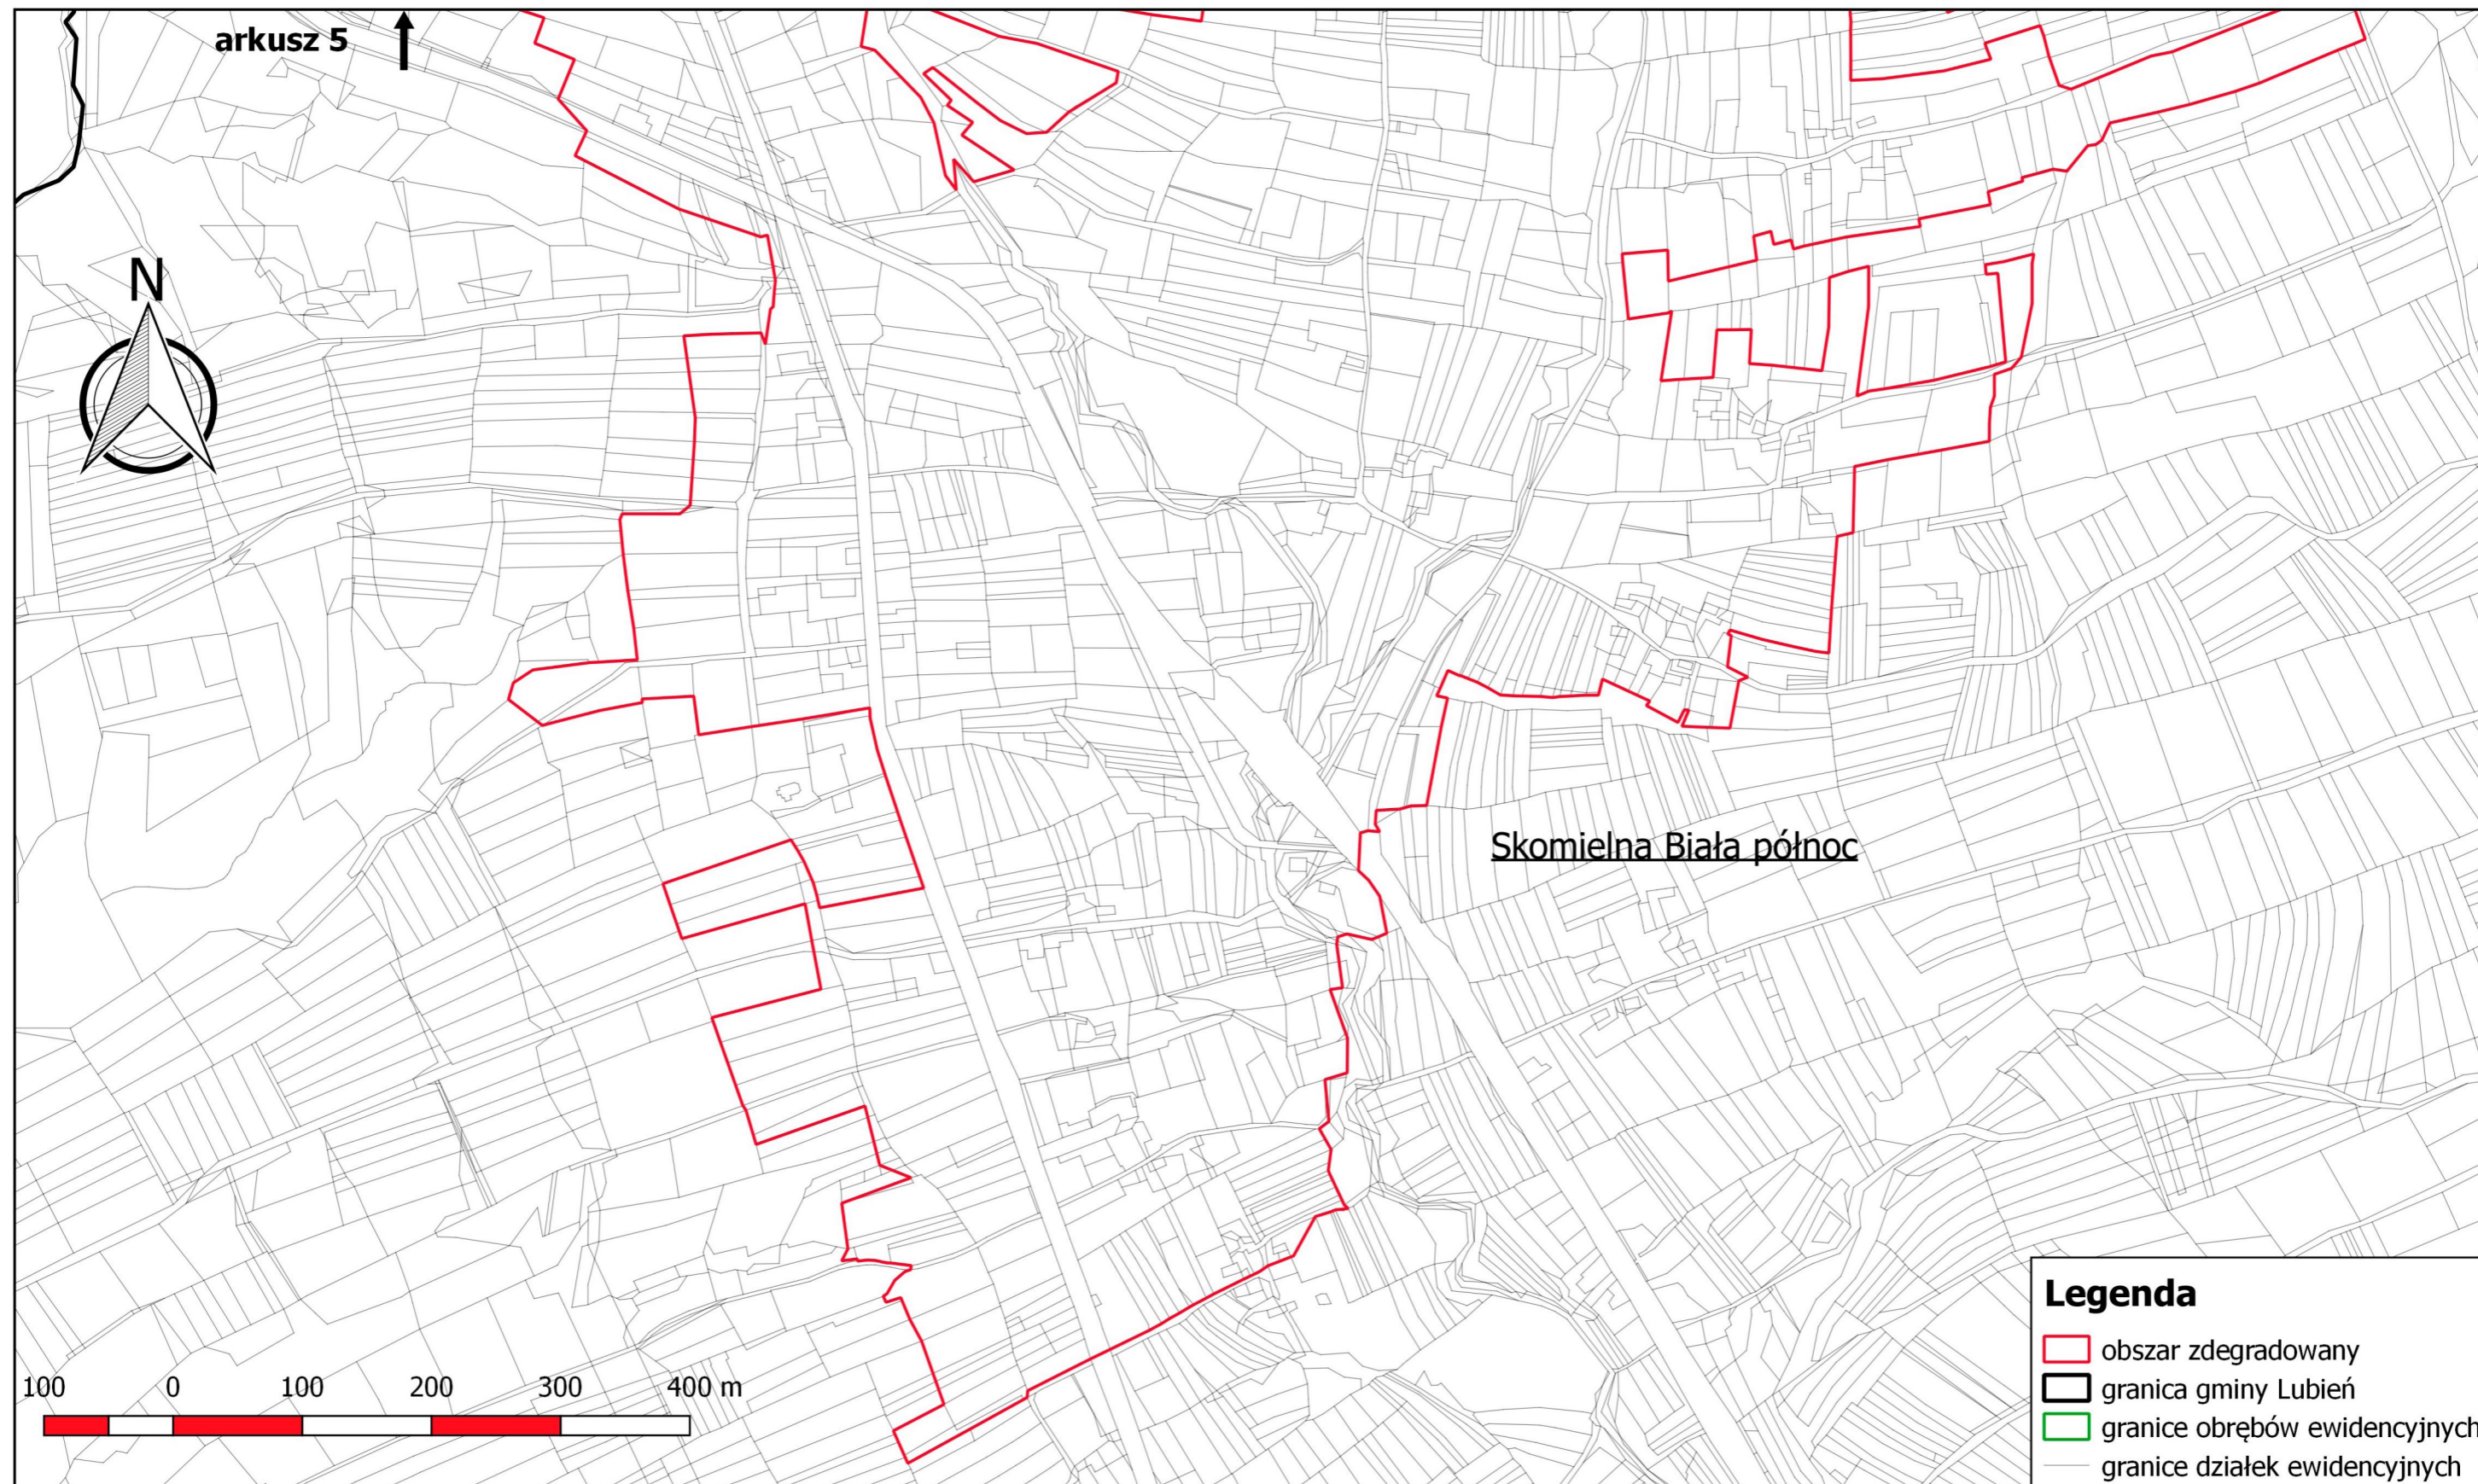 arkusz 5
N
Skomielna Biała północ
100 0 100 200 300 400 m
Legenda
obszar zdegradowany
granica gminy Lubień
granice obrębów ewidencyjnych
granice działek ewidencyjnych